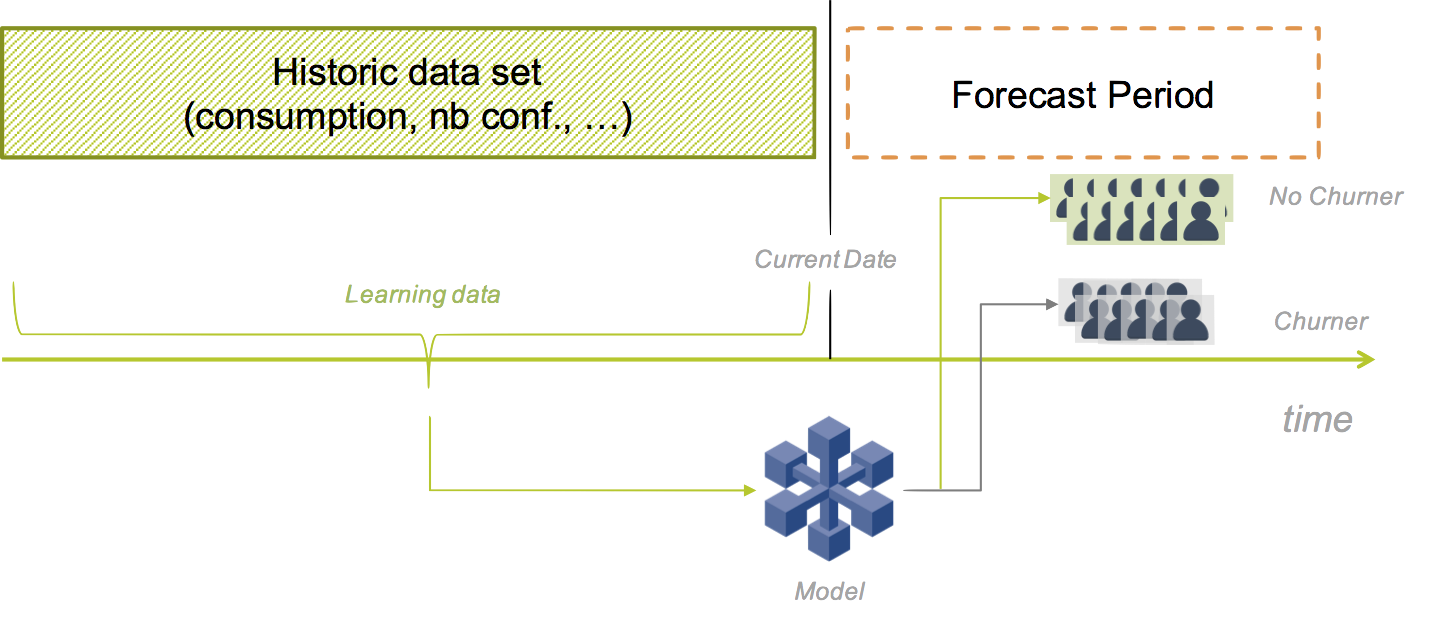 Historic data set
(consumption, nb conf., …)
Forecast Period
No Churner
Current Date
Learning data
Churner
time
Model